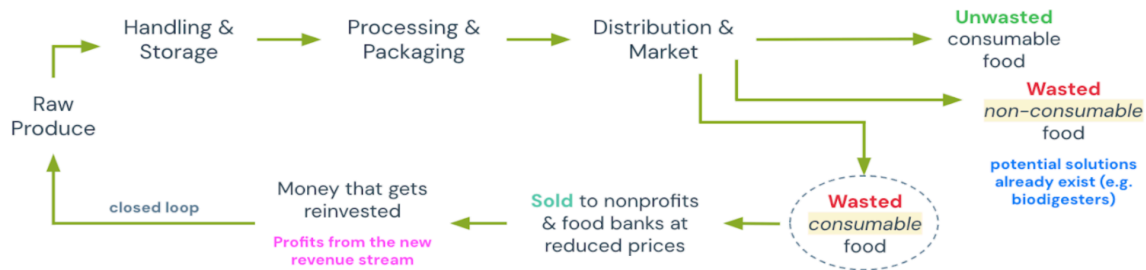 Handling &
Storage
Processing &
Packaging
Distribution &
Market
Unwasted
consumable
food
Raw
Produce
Wasted
non-consumable
food
potential solutions
already exist (e.g.
biodigesters)
closed loop
Money that gets
reinvested
Profits from the new
revenue stream
Sold to nonprofits
& food banks at
reduced prices
Wasted
consumable
food